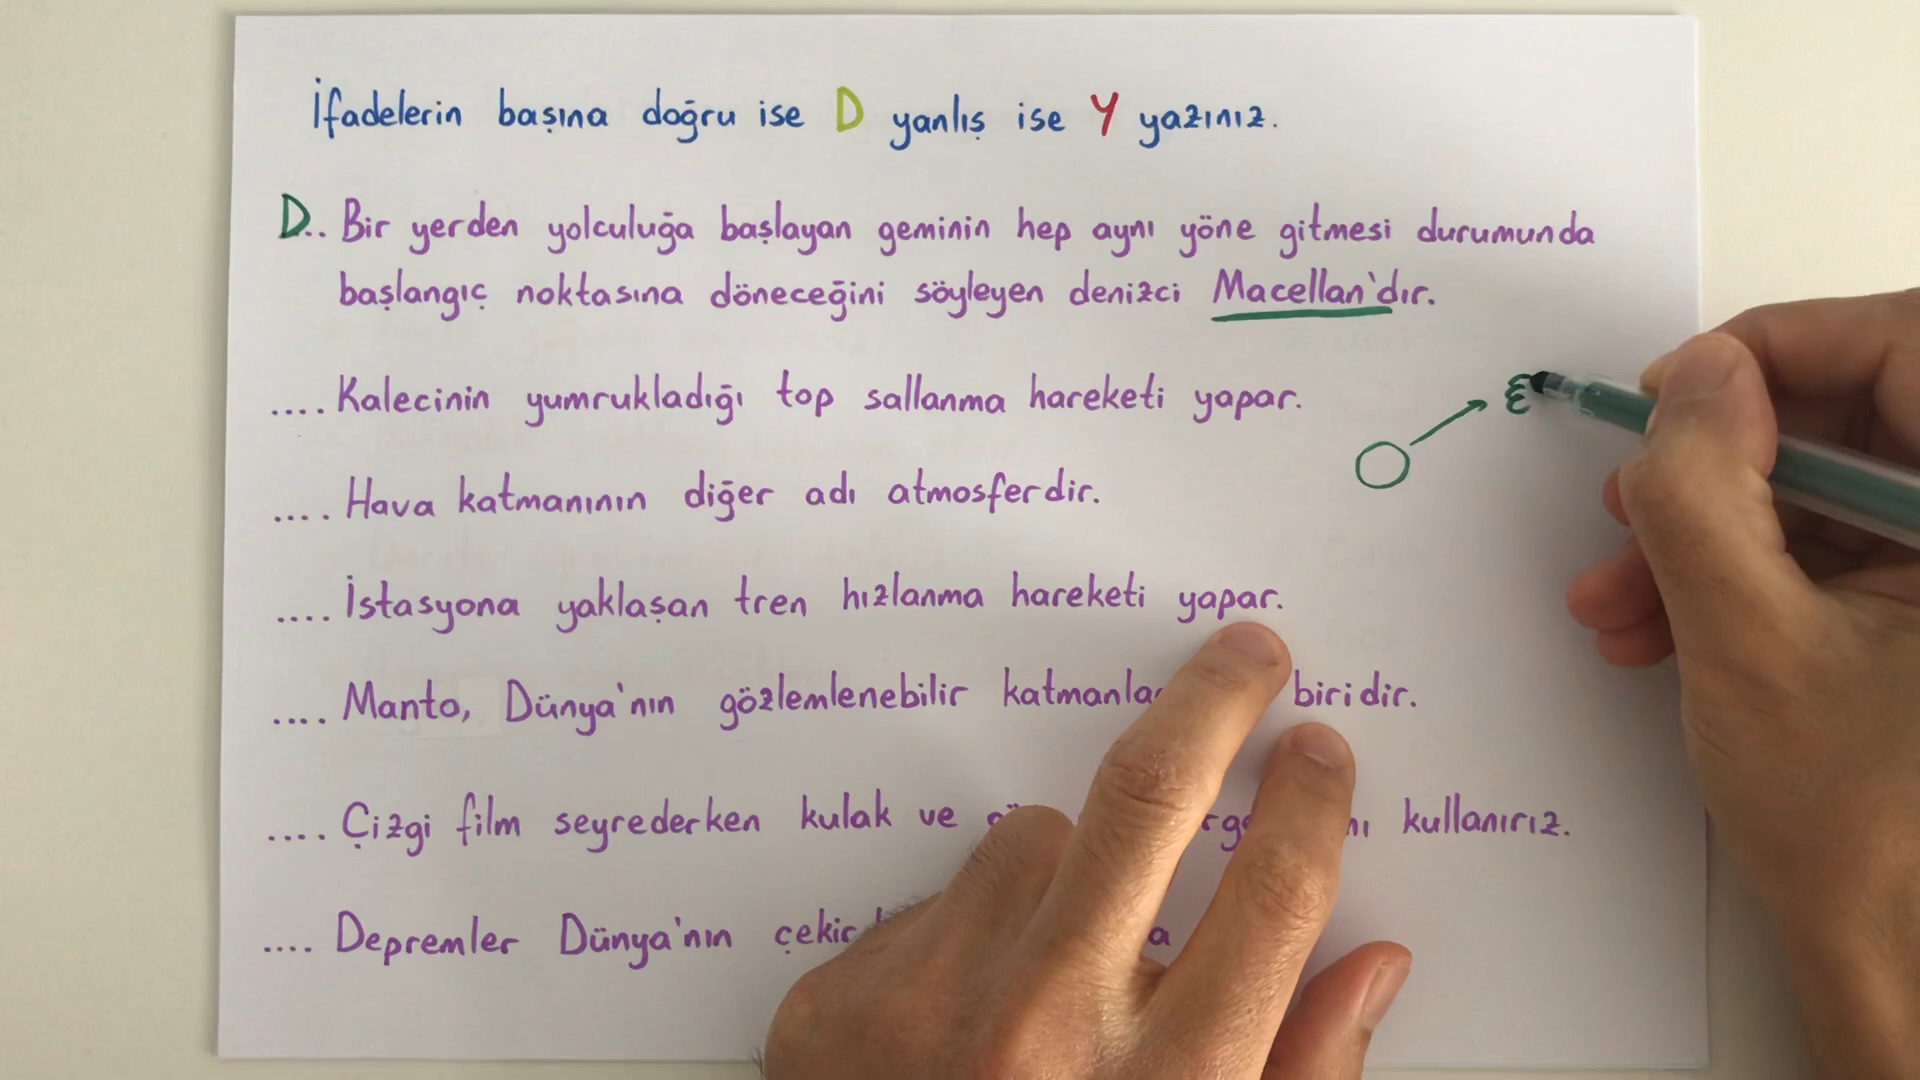 İfadelerin başına doğru ise D yanlış ise Y yazınız.
D.. Bir yerden yolculuğa başlayan geminin hep aynı yöne gitmesi durumunda
başlangıç noktasına döneceğini söyleyen denizci Macellan'dır.
.... Kalecinin yumrukladığı top sallanma hareketi yapar.
.... Hava katmanının diğer adı atmosferdir.
.... İstasyona yaklaşan tren hızlanma hareketi yapar.
.... Manto, Dünya'nın gözlemlenebilir biridir.
.... Çizgi film seyrederken kulak ve kullanırız.
.... Depremler Dünya'nın